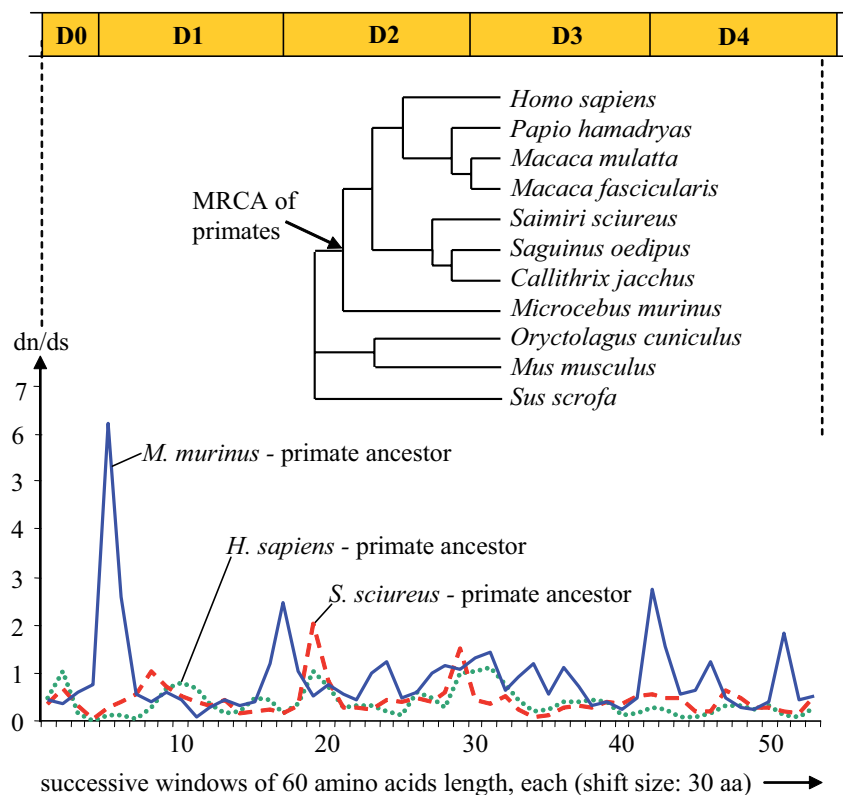 D0 D1 D2 D3 D4
Homo sapiens
Papio hamadryas
Macaca mulatta
Macaca fascicularis
MRCA of
primates
Saimiri sciureus
Saguinus oedipus
Callithrix jacchus
Microcebus murinus
Oryctolagus cuniculus
Mus musculus
Sus scrofa
dn/ds
7
6
3
4
3
2
1
0
M. murinus - primate ancestor
H. sapiens - primate ancestor
S. sciureus - primate ancestor
10 20 30 40 50
successive windows of 60 amino acids length, each (shift size: 30 aa)